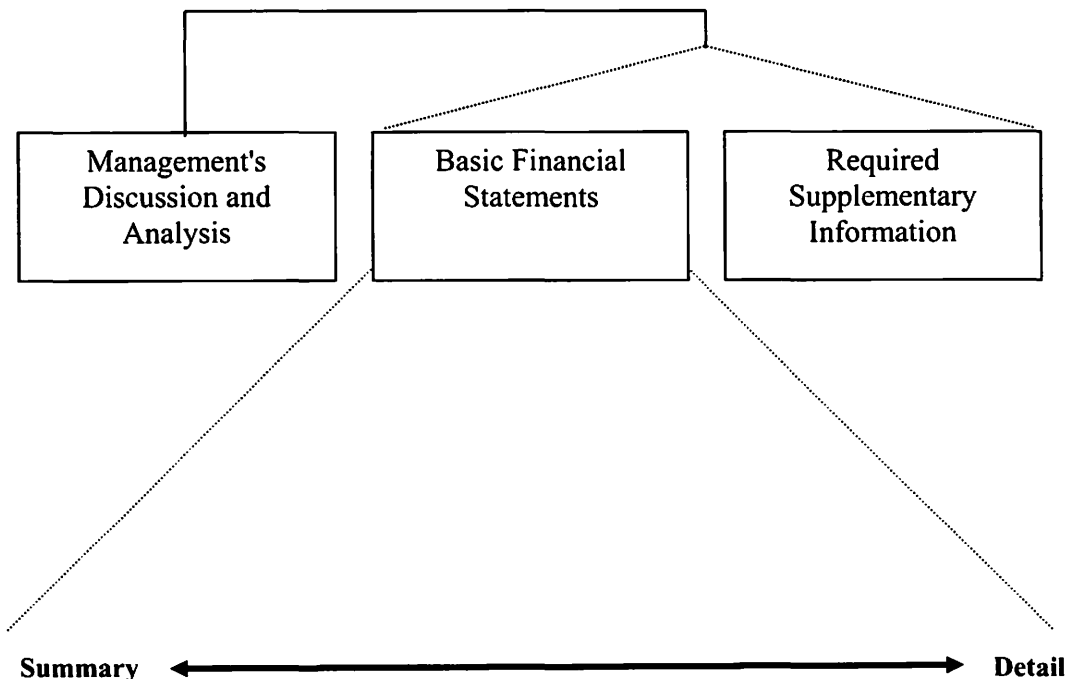 Management's
Discussion and
Analysis
Basic Financial
Statements
Required
Supplementary
Information
Summary
Detail